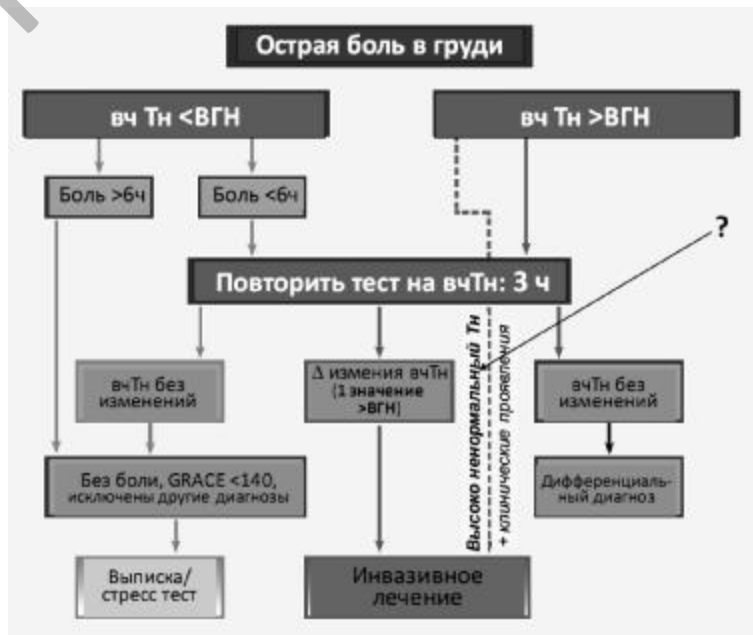 Острая боль в груди
вч Тн <ВГН
вч Тн >ВГН
Боль >6ч
Боль <6ч
?
Повторить тест на вчТн: 3 ч
вчТн без
изменений
Δ измения вчТн
(1 значение
>ВГН)
Высоко ненормальный Тн
+ клинические проявления
вчТн без
изменений
Без боли, GRACE <140,
исключены другие диагнозы
Дифференциаль-
ный диагноз
Выписка/
стресс тест
Инвазивное
лечение